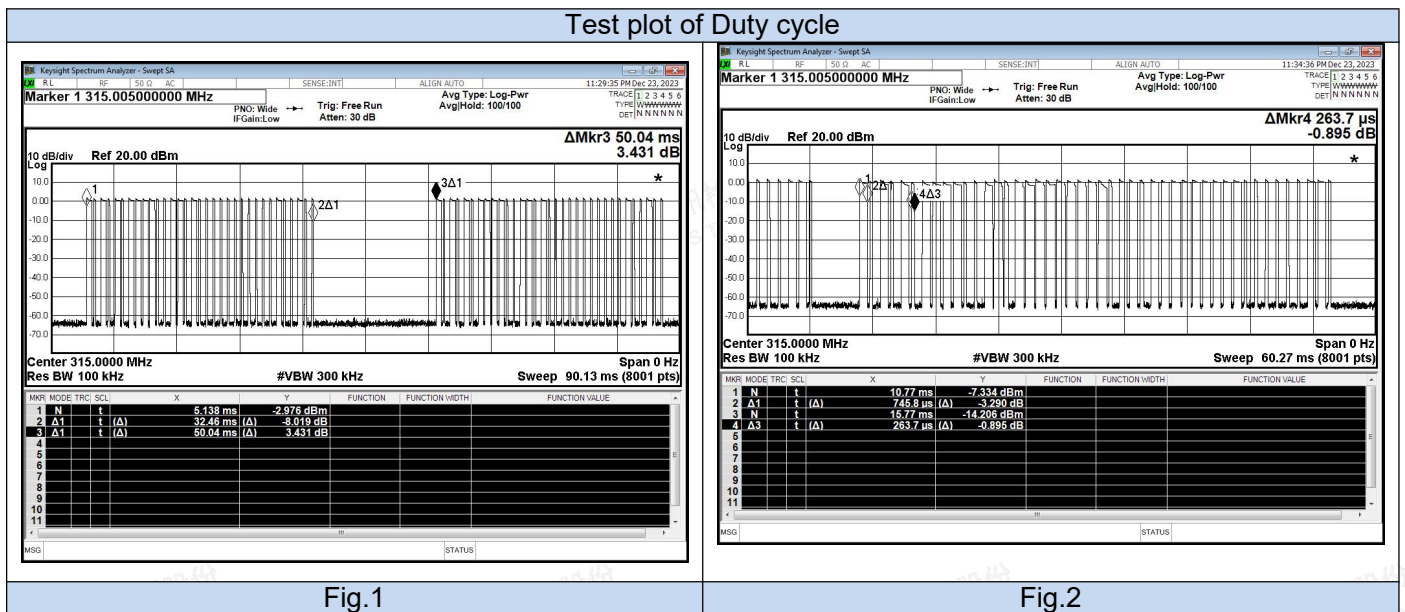 Test plot of Duty cycle
Keysight Spectrum Analyzer - Swept SA
RL RF 50 Ω AC SENSE:INT ALIGN AUTO 11:29:35 PM Dec 23, 2023
Marker 1 315.005000000 MHz
PNO: Wide
IFGain:Low
Trig: Free Run
Atten: 30 dB
Avg Type: Log-Pwr
Avg|Hold: 100/100
TRACE 1 2 3 4 5 6
TYPE
DET N N N N N N
ΔMkr3 50.04 ms
3.431 dB
10 dB/div Ref 20.00 dBm
Log
10.0
0.00
-10.0
-20.0
-30.0
-40.0
-50.0
-60.0
-70.0
1
2Δ1
3Δ1
*
Center 315.0000 MHz Span 0 Hz
Res BW 100 kHz #VBW 300 kHz Sweep 90.13 ms (8001 pts)
MKR MODE TRC SCL X Y FUNCTION FUNCTION WIDTH FUNCTION VALUE
1 N t 5.138 ms -2.976 dBm
2 Δ1 t (Δ) 32.46 ms (Δ) -8.019 dB
3 Δ1 t (Δ) 50.04 ms (Δ) 3.431 dB
4
5
6
7
8
9
10
11
MSG STATUS
Fig.1
Keysight Spectrum Analyzer - Swept SA
RL RF 50 Ω AC SENSE:INT ALIGN AUTO 11:34:36 PM Dec 23, 2023
Marker 1 315.005000000 MHz
PNO: Wide
IFGain:Low
Trig: Free Run
Atten: 30 dB
Avg Type: Log-Pwr
Avg|Hold: 100/100
TRACE 1 2 3 4 5 6
TYPE
DET N N N N N N
ΔMkr4 263.7 µs
-0.895 dB
10 dB/div Ref 20.00 dBm
Log
10.0
0.00
-10.0
-20.0
-30.0
-40.0
-50.0
-60.0
-70.0
1
2Δ1
4Δ3
*
Center 315.0000 MHz Span 0 Hz
Res BW 100 kHz #VBW 300 kHz Sweep 60.27 ms (8001 pts)
MKR MODE TRC SCL X Y FUNCTION FUNCTION WIDTH FUNCTION VALUE
1 N t 10.77 ms -7.334 dBm
2 Δ1 t (Δ) 745.8 µs (Δ) -3.290 dB
3 N t 15.77 ms -14.206 dBm
4 Δ3 t (Δ) 263.7 µs (Δ) -0.895 dB
5
6
7
8
9
10
11
MSG STATUS
Fig.2